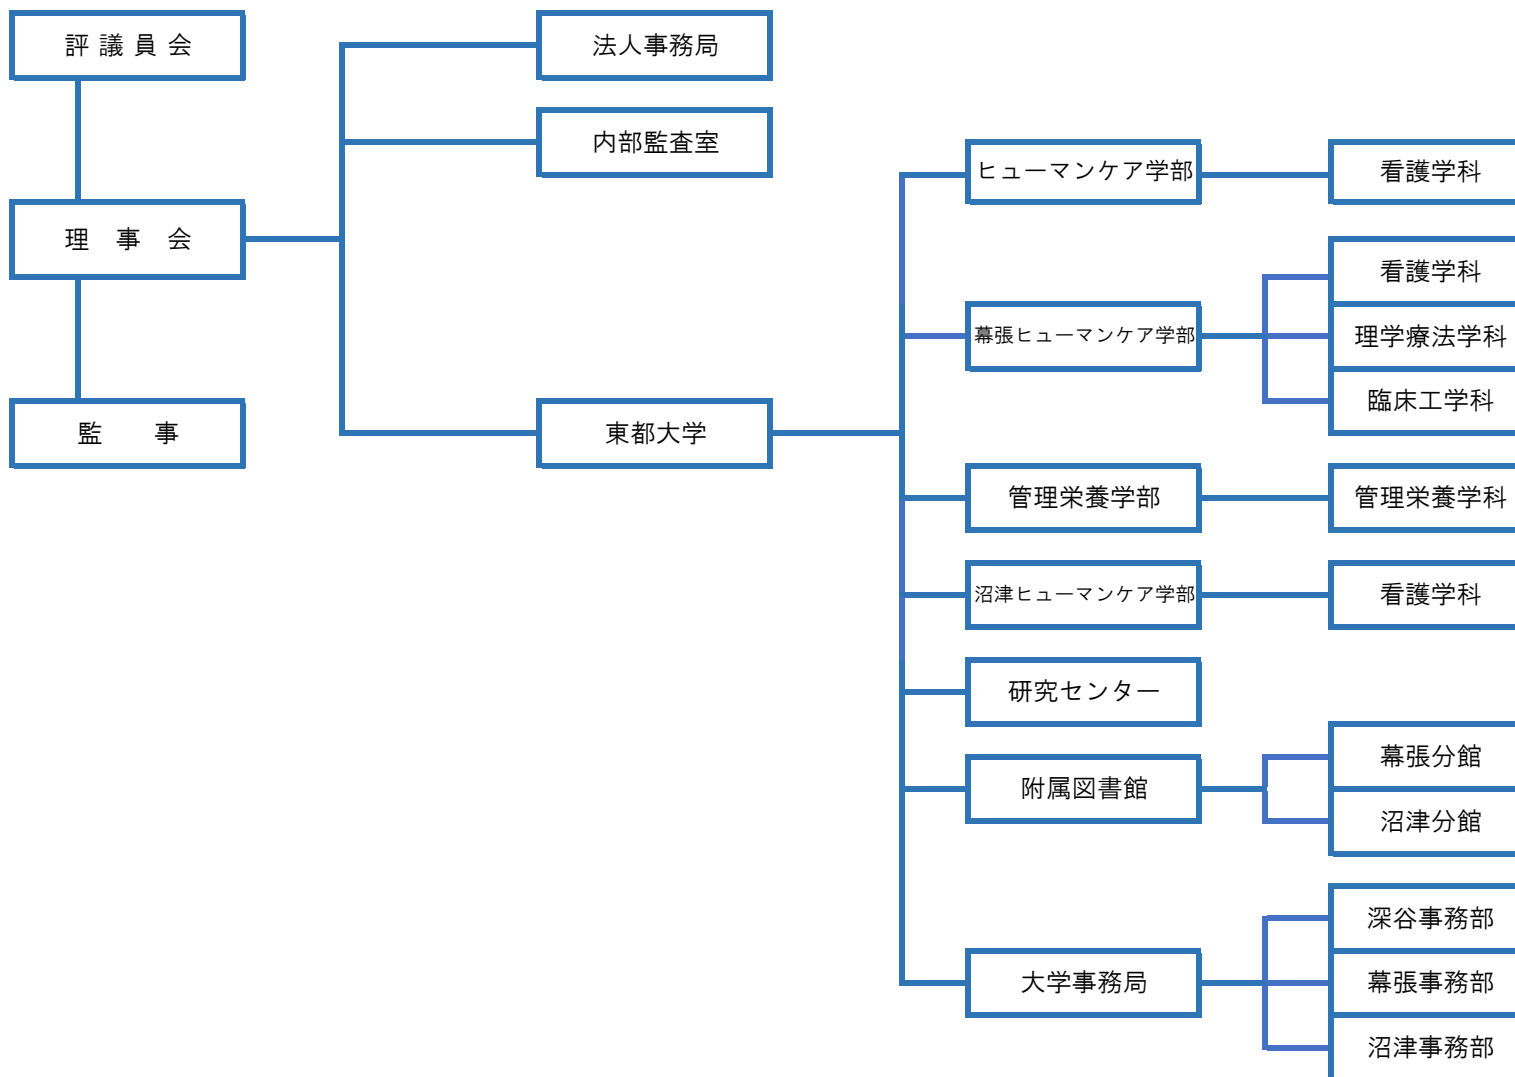 評議員会
法人事務局
内部監査室
ヒューマンケア学部
看護学科
理事会
看護学科
幕張ヒューマンケア学部
理学療法学科
臨床工学科
監事
東都大学
管理栄養学部
管理栄養学科
沼津ヒューマンケア学部
看護学科
研究センター
附属図書館
幕張分館
沼津分館
深谷事務部
大学事務局
幕張事務部
沼津事務部